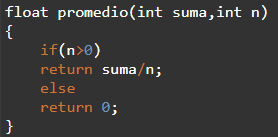 float promedio(int suma,int n)
{
    if(n>0)
    return suma/n;
    else
    return 0;
}